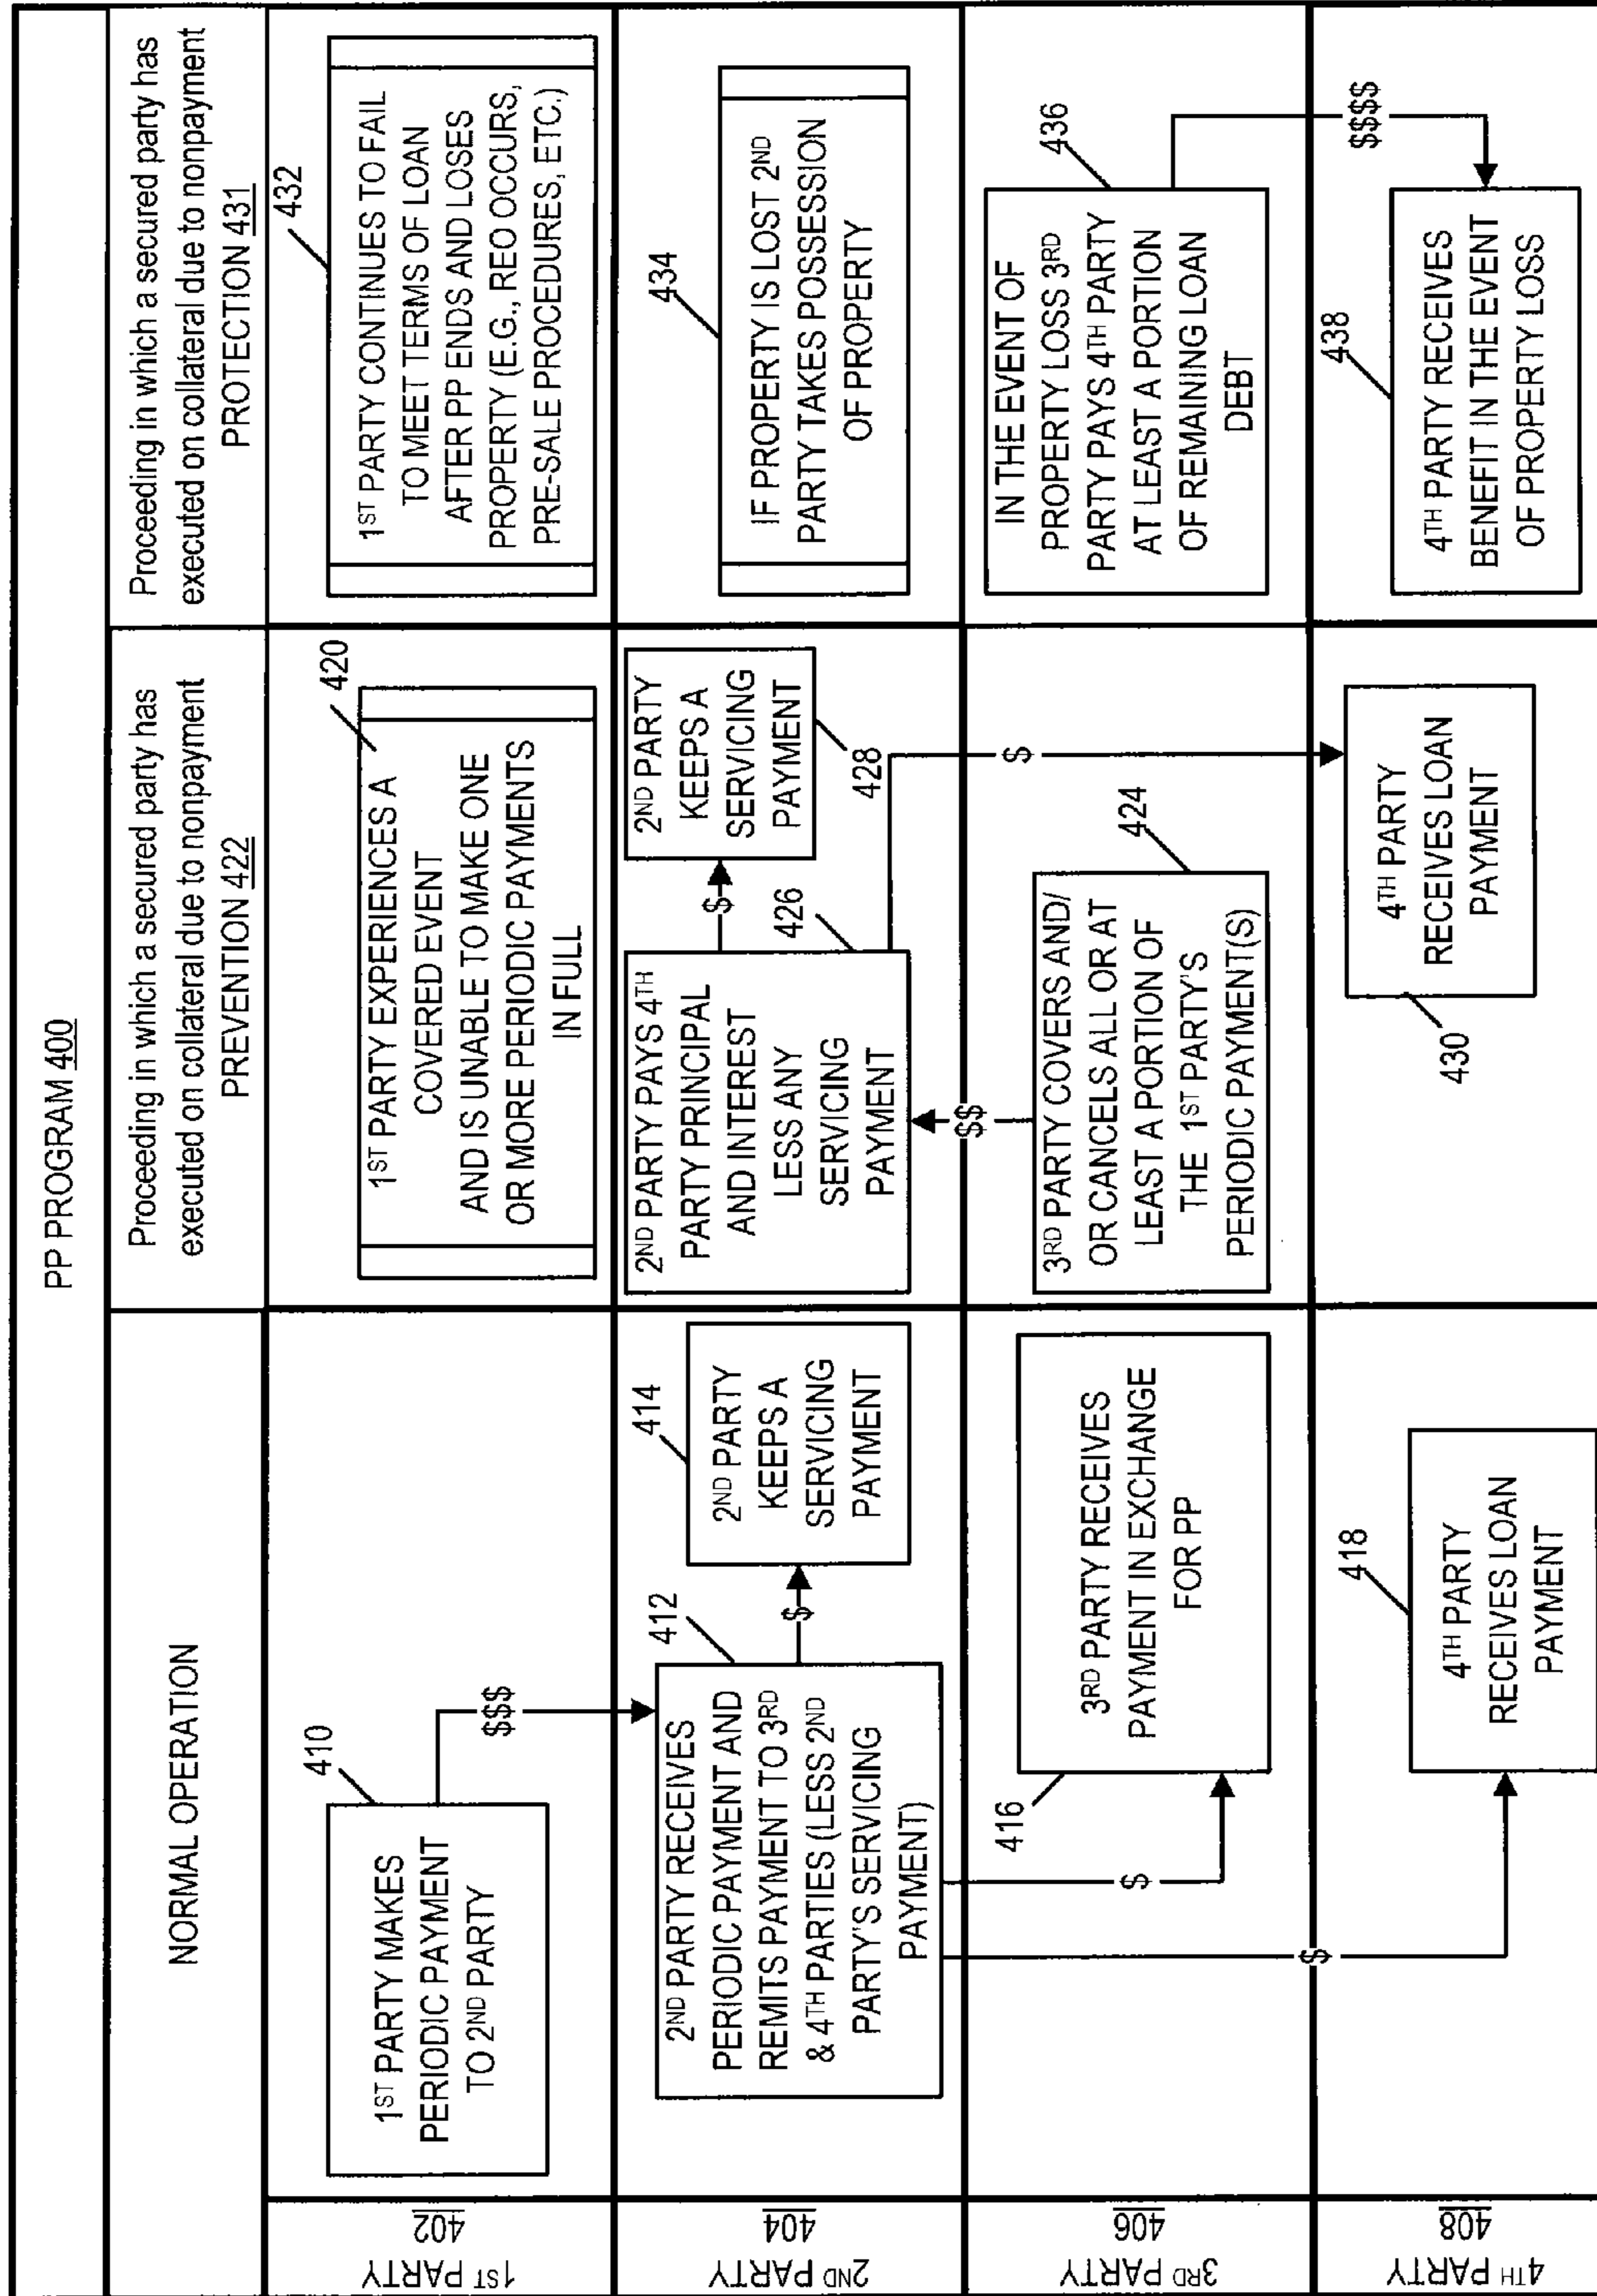 PP PROGRAM 400
NORMAL OPERATION
Proceeding in which a secured party has
executed on collateral due to nonpayment
PREVENTION 422
Proceeding in which a secured party has
executed on collateral due to nonpayment
PROTECTION 431
1ST PARTY
402
410
1ST PARTY MAKES
PERIODIC PAYMENT
TO 2ND PARTY
$$$
420
1ST PARTY EXPERIENCES A
COVERED EVENT
AND IS UNABLE TO MAKE ONE
OR MORE PERIODIC PAYMENTS
IN FULL
432
1ST PARTY CONTINUES TO FAIL
TO MEET TERMS OF LOAN
AFTER PP ENDS AND LOSES
PROPERTY (E.G., REO OCCURS,
PRE-SALE PROCEDURES, ETC.)
2ND PARTY
404
412
2ND PARTY RECEIVES
PERIODIC PAYMENT AND
REMITS PAYMENT TO 3RD
& 4TH PARTIES (LESS 2ND
PARTY'S SERVICING
PAYMENT)
$
414
2ND PARTY
KEEPS A
SERVICING
PAYMENT
2ND PARTY PAYS 4TH
PARTY PRINCIPAL
AND INTEREST
LESS ANY
SERVICING
PAYMENT
426
$
2ND PARTY
KEEPS A
SERVICING
PAYMENT
428
434
IF PROPERTY IS LOST 2ND
PARTY TAKES POSSESSION
OF PROPERTY
3RD PARTY
406
$
416
3RD PARTY RECEIVES
PAYMENT IN EXCHANGE
FOR PP
$$
$
424
3RD PARTY COVERS AND/
OR CANCELS ALL OR AT
LEAST A PORTION OF
THE 1ST PARTY'S
PERIODIC PAYMENT(S)
436
IN THE EVENT OF
PROPERTY LOSS 3RD
PARTY PAYS 4TH PARTY
AT LEAST A PORTION
OF REMAINING LOAN
DEBT
4TH PARTY
408
$
418
4TH PARTY
RECEIVES LOAN
PAYMENT
430
4TH PARTY
RECEIVES LOAN
PAYMENT
$$$$
438
4TH PARTY RECEIVES
BENEFIT IN THE EVENT
OF PROPERTY LOSS